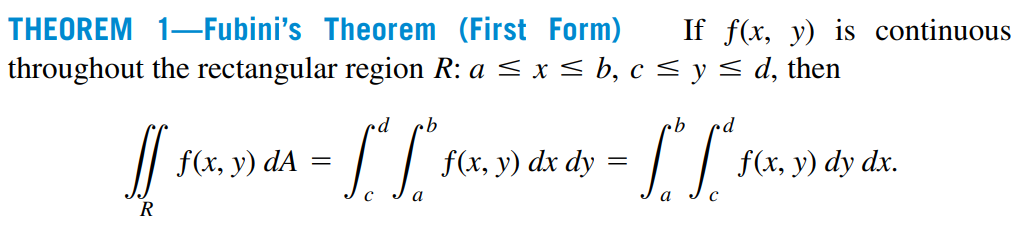 THEOREM 1—Fubini's Theorem (First Form) If f(x, y) is continuous
throughout the rectangular region R: a ≤ x ≤ b, c ≤ y ≤ d, then
∬_R f(x, y) dA = ∫_c^d ∫_a^b f(x, y) dx dy = ∫_a^b ∫_c^d f(x, y) dy dx.